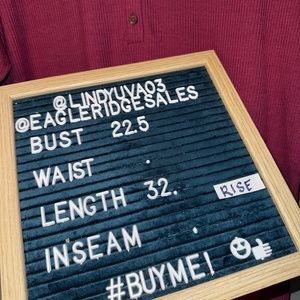 @LINDYUVA03
@EAGLERIDGESALES
BUST 22.5
WAIST .
LENGTH 32.
RISE
INSEAM .
#BUYME!